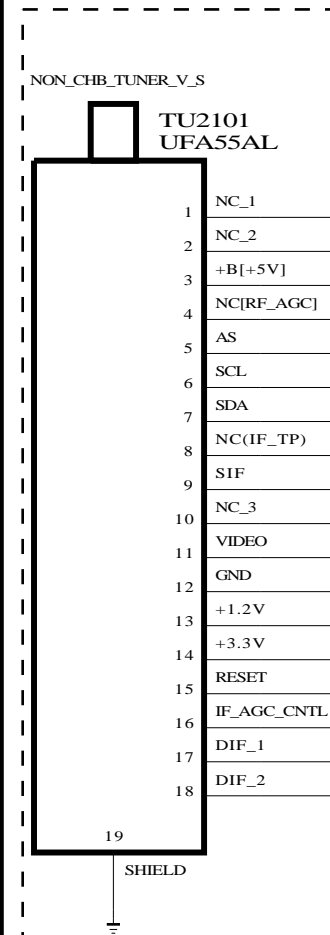 NON_CHB_TUNER_V_S
TU2101
UFA55AL
1 NC_1
2 NC_2
3 +B[+5V]
4 NC[RF_AGC]
5 AS
6 SCL
7 SDA
8 NC(IF_TP)
9 SIF
10 NC_3
11 VIDEO
12 GND
13 +1.2V
14 +3.3V
15 RESET
16 IF_AGC_CNTL
17 DIF_1
18 DIF_2
19
SHIELD